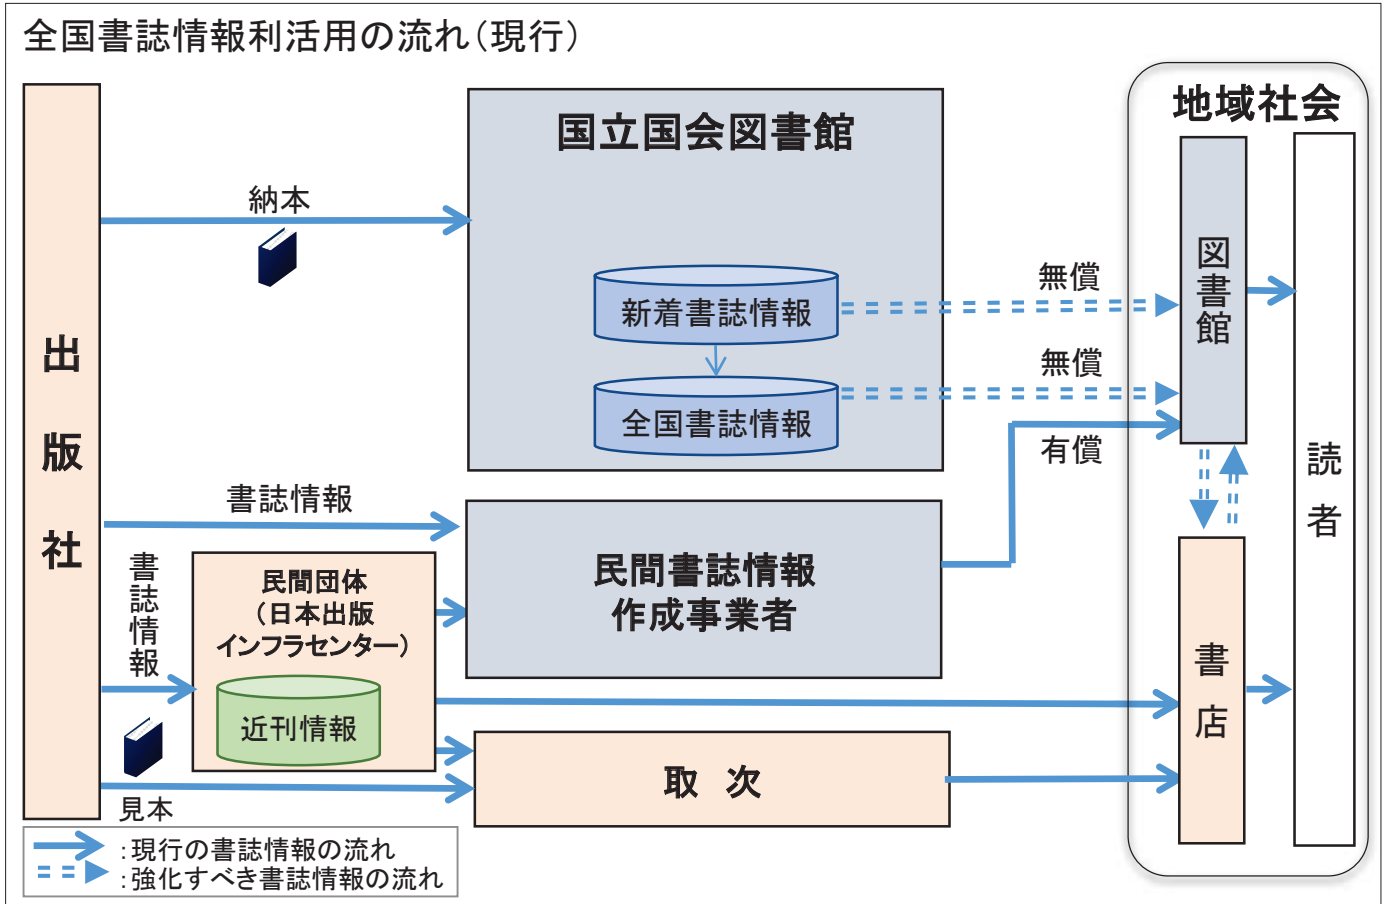 全国書誌情報利活用の流れ（現行）
出版社
納本
国立国会図書館
新着書誌情報
全国書誌情報
無償
無償
有償
地域社会
図書館
読者
書店
書誌情報
書誌情報
民間団体
（日本出版
インフラセンター）
近刊情報
民間書誌情報
作成事業者
見本
取 次
：現行の書誌情報の流れ
：強化すべき書誌情報の流れ